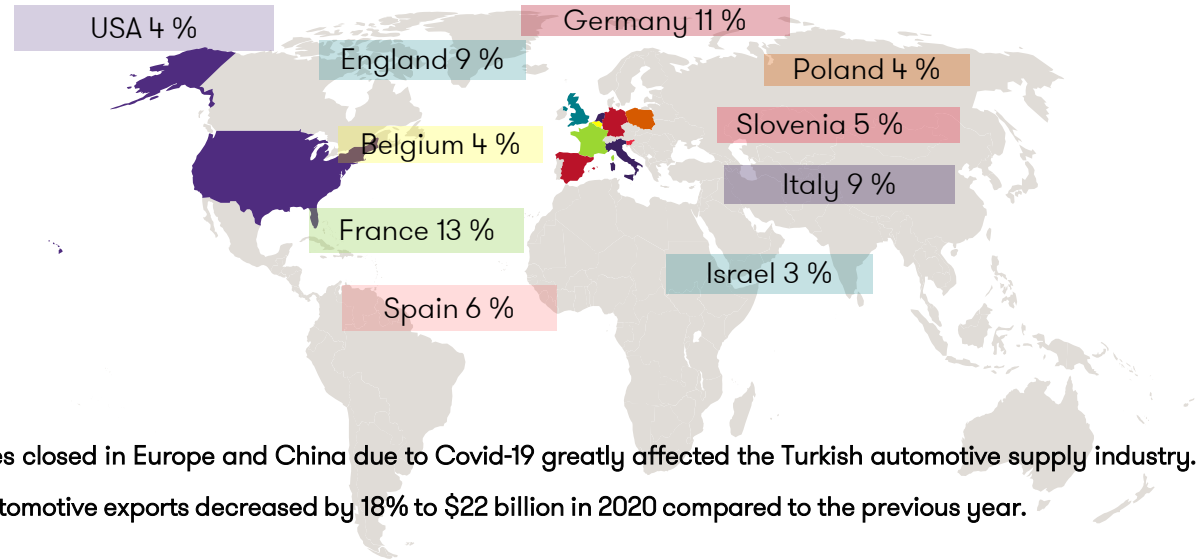 USA 4 %
Germany 11 %
England 9 %
Poland 4 %
Belgium 4 %
Slovenia 5 %
Italy 9 %
France 13 %
Israel 3 %
Spain 6 %
closed in Europe and China due to Covid-19 greatly affected the Turkish automotive supply industry.
exports decreased by 18% to $22 billion in 2020 compared to the previous year.